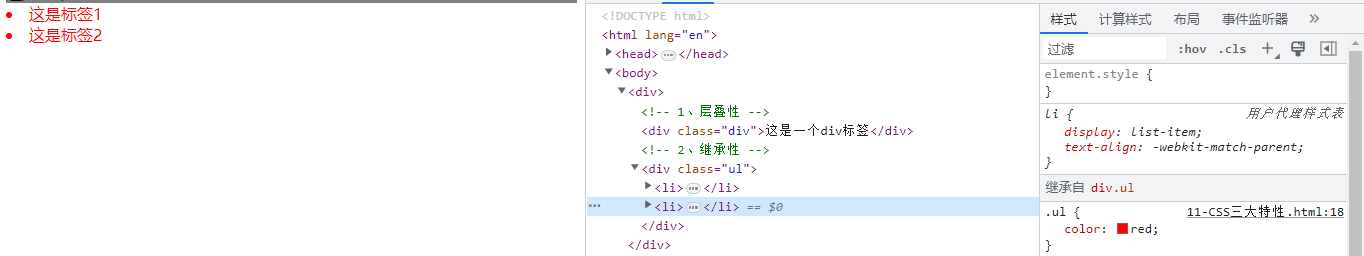 这是标签1
这是标签2
<!DOCTYPE html>
<html lang="en">
<head>…</head>
<body>
<div>
<!-- 1、层叠性 -->
<div class="div">这是一个div标签</div>
<!-- 2、继承性 -->
<div class="ul">
<li>…</li>
<li>…</li> == $0
</div>
</div>
样式 计算样式 布局 事件监听器
过滤 :hov .cls
element.style {
}
li { 用户代理样式表
display: list-item;
text-align: -webkit-match-parent;
}
继承自 div.ul
.ul { 11-CSS三大特性.html:18
color: red;
}